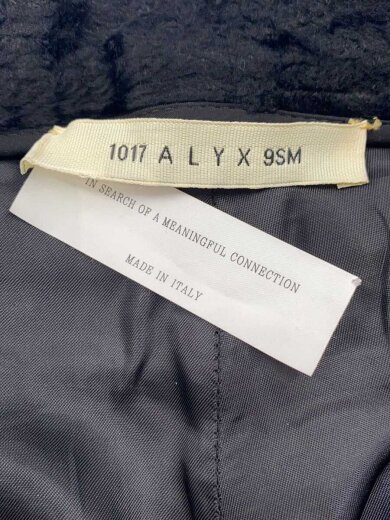 1017 A L Y X 9SM
IN SEARCH OF A MEANINGFUL CONNECTION
MADE IN ITALY